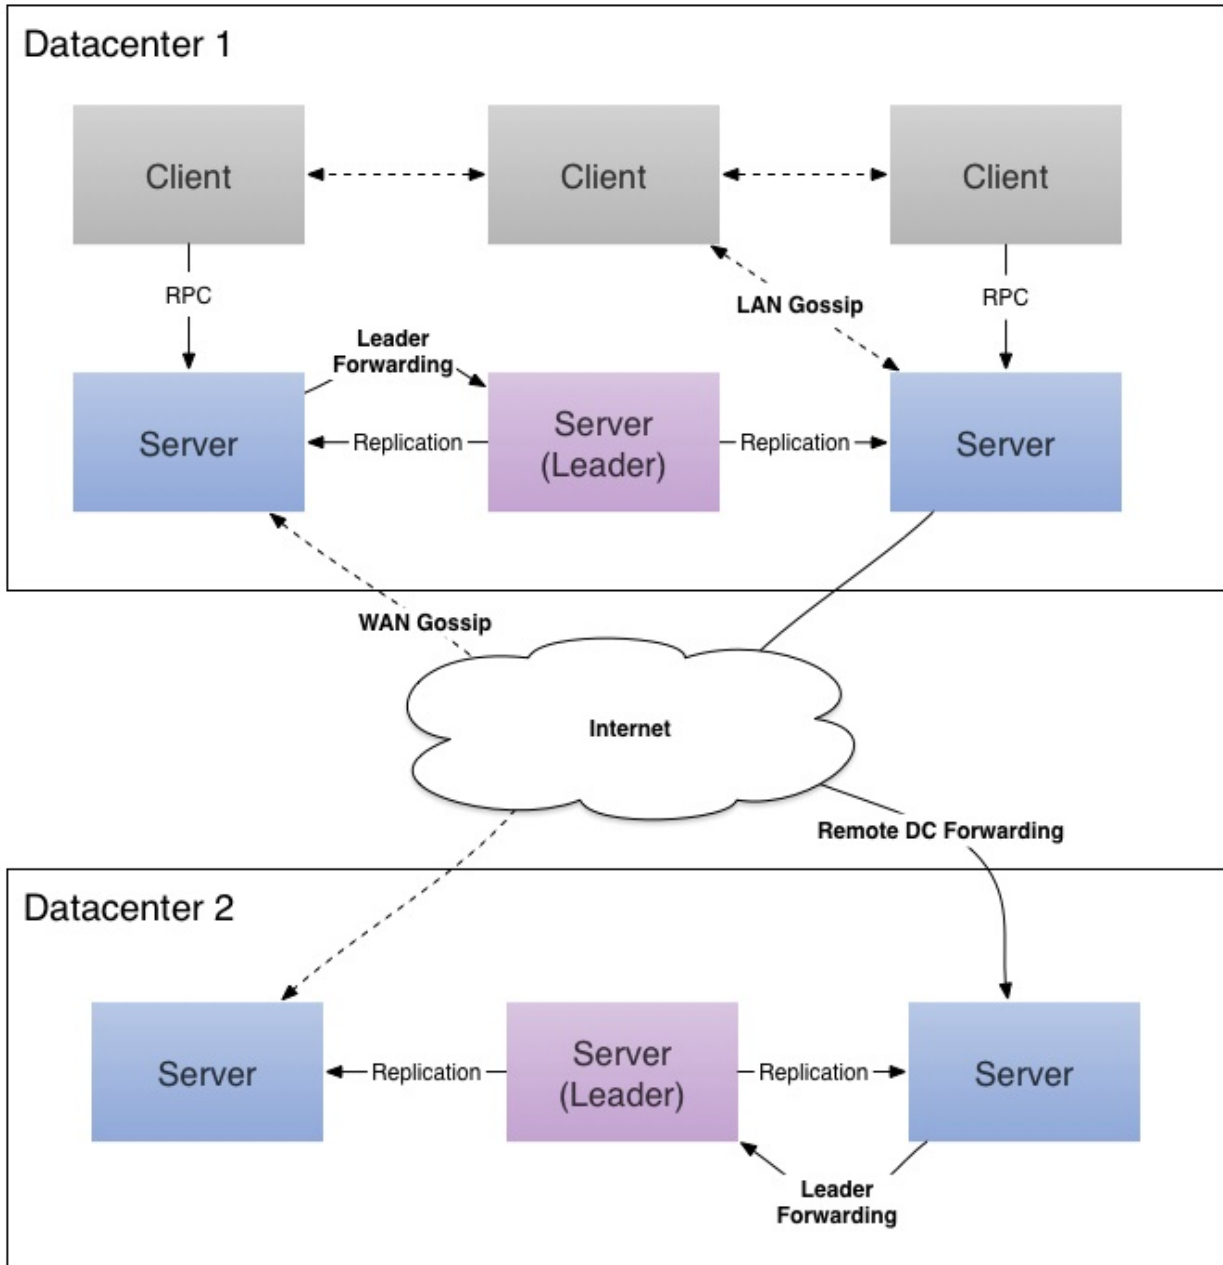 Datacenter 1
Client
Client
Client
RPC
LAN Gossip
RPC
Leader
Forwarding
Server
Replication
Server
(Leader)
Replication
Server
WAN Gossip
Internet
Remote DC Forwarding
Datacenter 2
Server
Replication
Server
(Leader)
Replication
Server
Leader
Forwarding